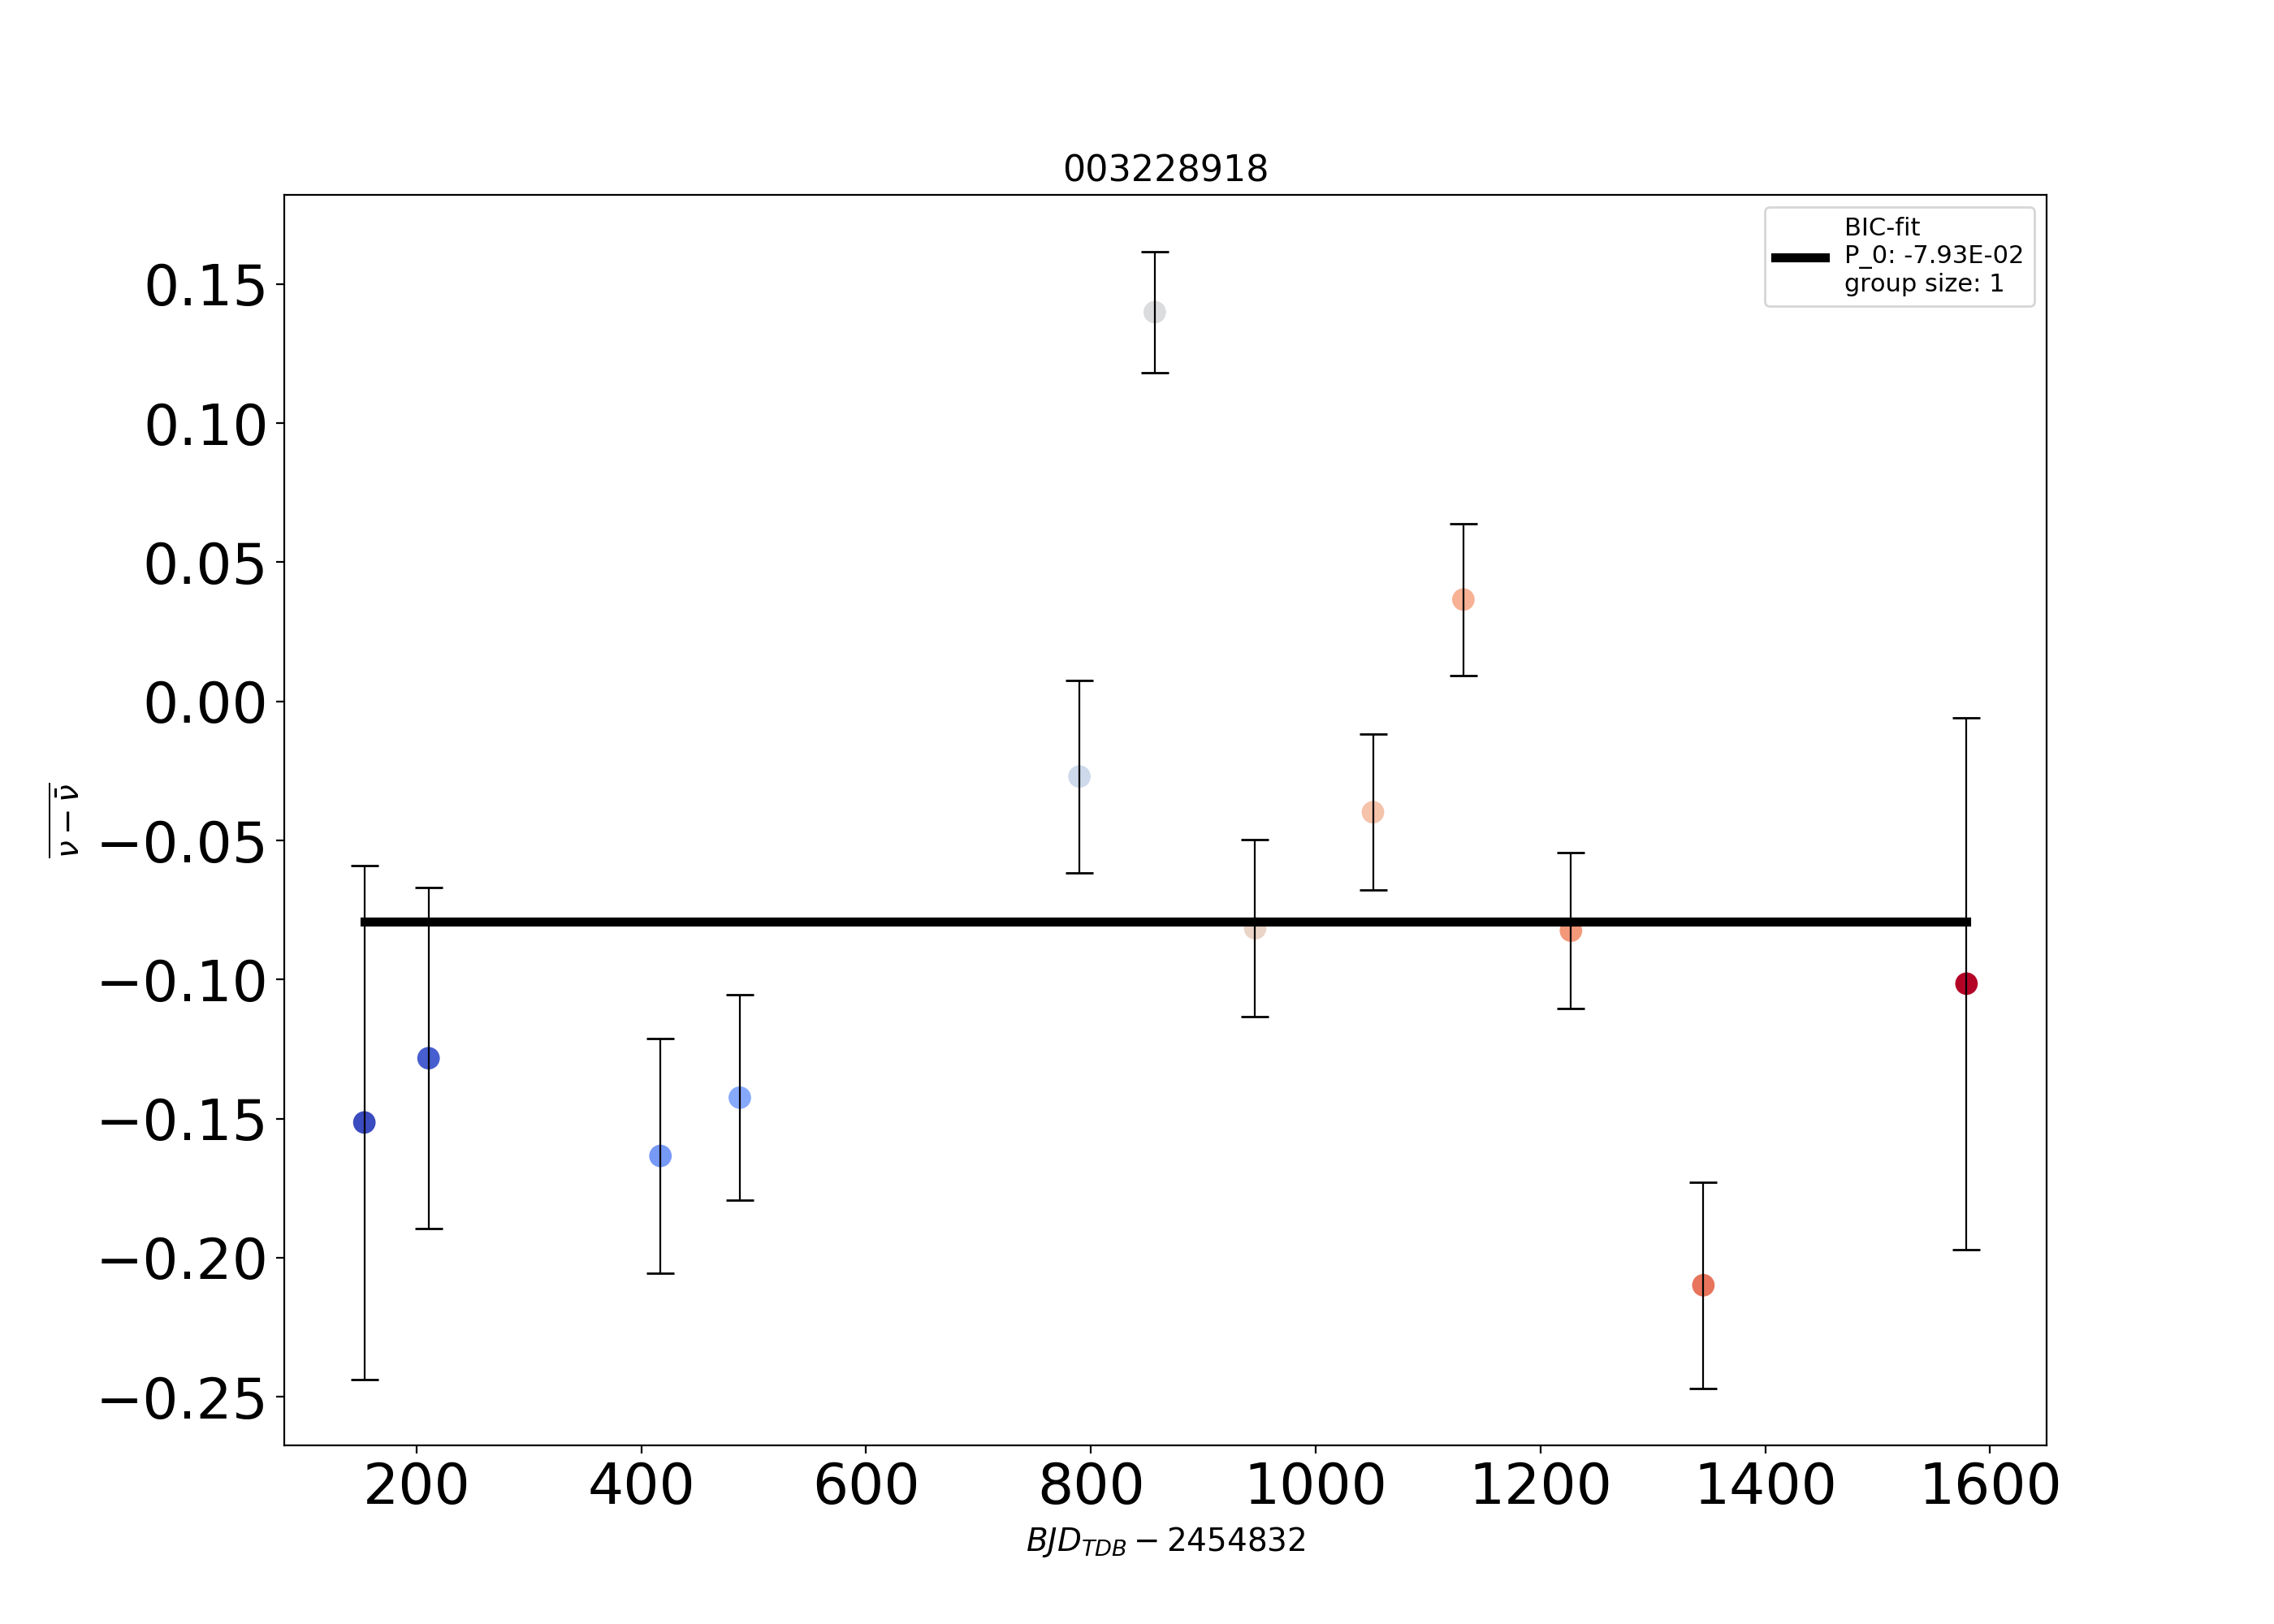 003228918
BIC-fit
P_0: -7.93E-02
group size: 1
0.15
0.10
0.05
0.00
−0.05
−0.10
−0.15
−0.20
−0.25
ν − ν̄
200 400 600 800 1000 1200 1400 1600
BJD_TDB − 2454832